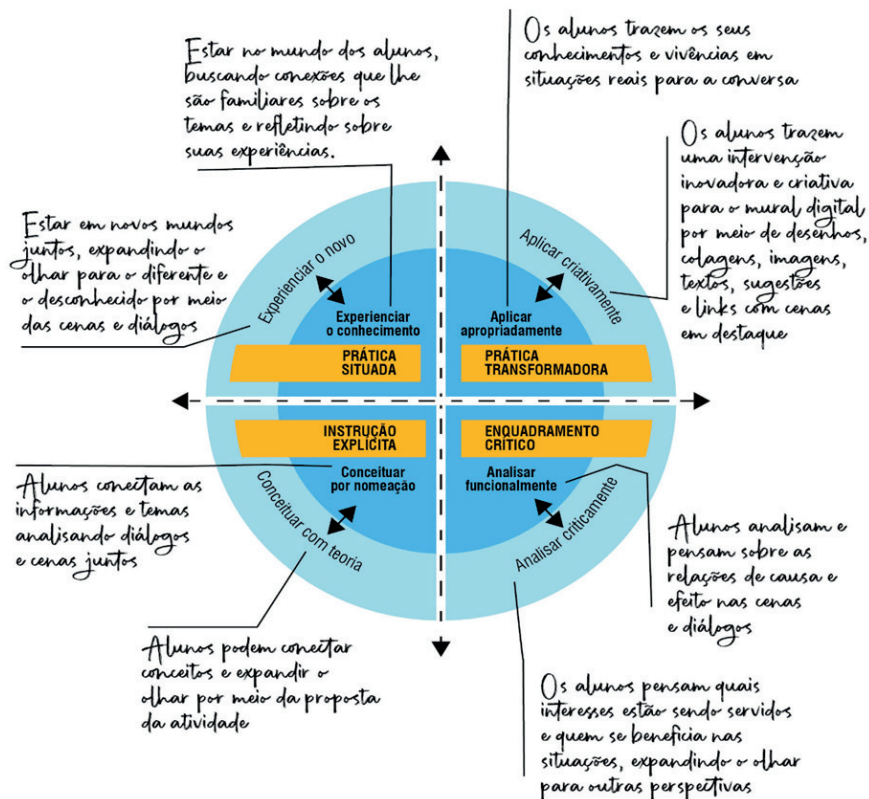 Estar no mundo dos alunos,
buscando conexões que lhe
são familiares sobre os
temas e refletindo sobre
suas experiências.
Os alunos trazem os seus
conhecimentos e vivências em
situações reais para a conversa
Estar em novos mundos
juntos, expandindo o
olhar para o diferente e
o desconhecido por meio
das cenas e diálogos
Os alunos trazem
uma intervenção
inovadora e criativa
para o mural digital
por meio de desenhos,
colagens, imagens,
textos, sugestões
e links com cenas
em destaque
Experienciar o novo
Experienciar
o conhecimento
PRÁTICA
SITUADA
Aplicar criativamente
Aplicar
apropriadamente
PRÁTICA
TRANSFORMADORA
INSTRUÇÃO
EXPLÍCITA
Conceituar
por nomeação
Conceituar com teoria
ENQUADRAMENTO
CRÍTICO
Analisar
funcionalmente
Analisar criticamente
Alunos conectam as
informações e temas
analisando diálogos
e cenas juntos
Alunos podem conectar
conceitos e expandir o
olhar por meio da proposta
da atividade
Alunos analisam e
pensam sobre as
relações de causa e
efeito nas cenas
e diálogos
Os alunos pensam quais
interesses estão sendo servidos
e quem se beneficia nas
situações, expandindo o olhar
para outras perspectivas